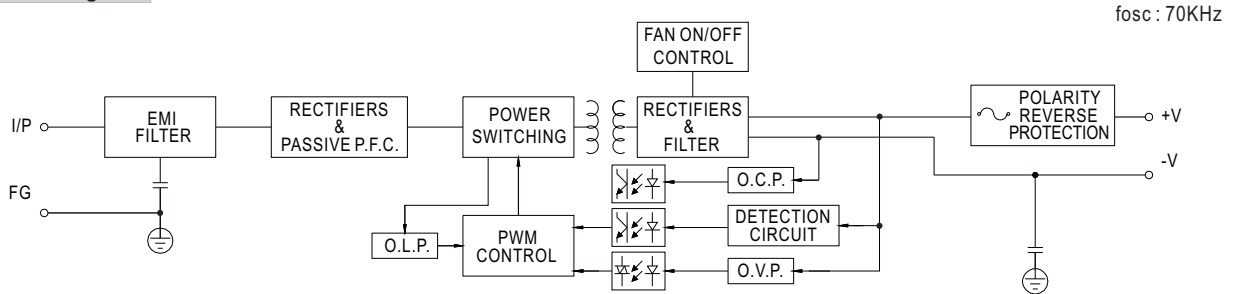 fosc : 70KHz
FAN ON/OFF
CONTROL
I/P
EMI
FILTER
RECTIFIERS
&
PASSIVE P.F.C.
POWER
SWITCHING
RECTIFIERS
&
FILTER
POLARITY
REVERSE
PROTECTION
+V
-V
FG
O.C.P.
O.L.P.
PWM
CONTROL
DETECTION
CIRCUIT
O.V.P.